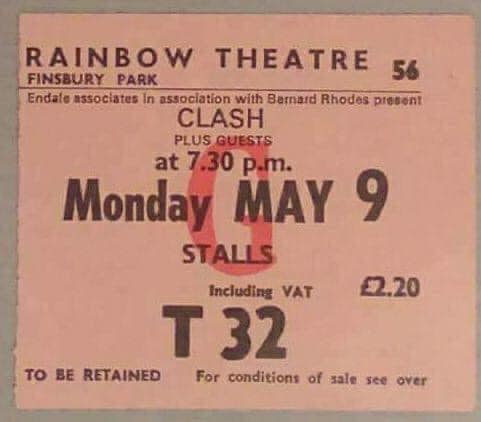 RAINBOW THEATRE 56
FINSBURY PARK
Endale associates in association with Bernard Rhodes present
CLASH
PLUS GUESTS
at 7.30 p.m.
Monday MAY 9
G
STALLS
Including VAT £2.20
T 32
TO BE RETAINED For conditions of sale see over